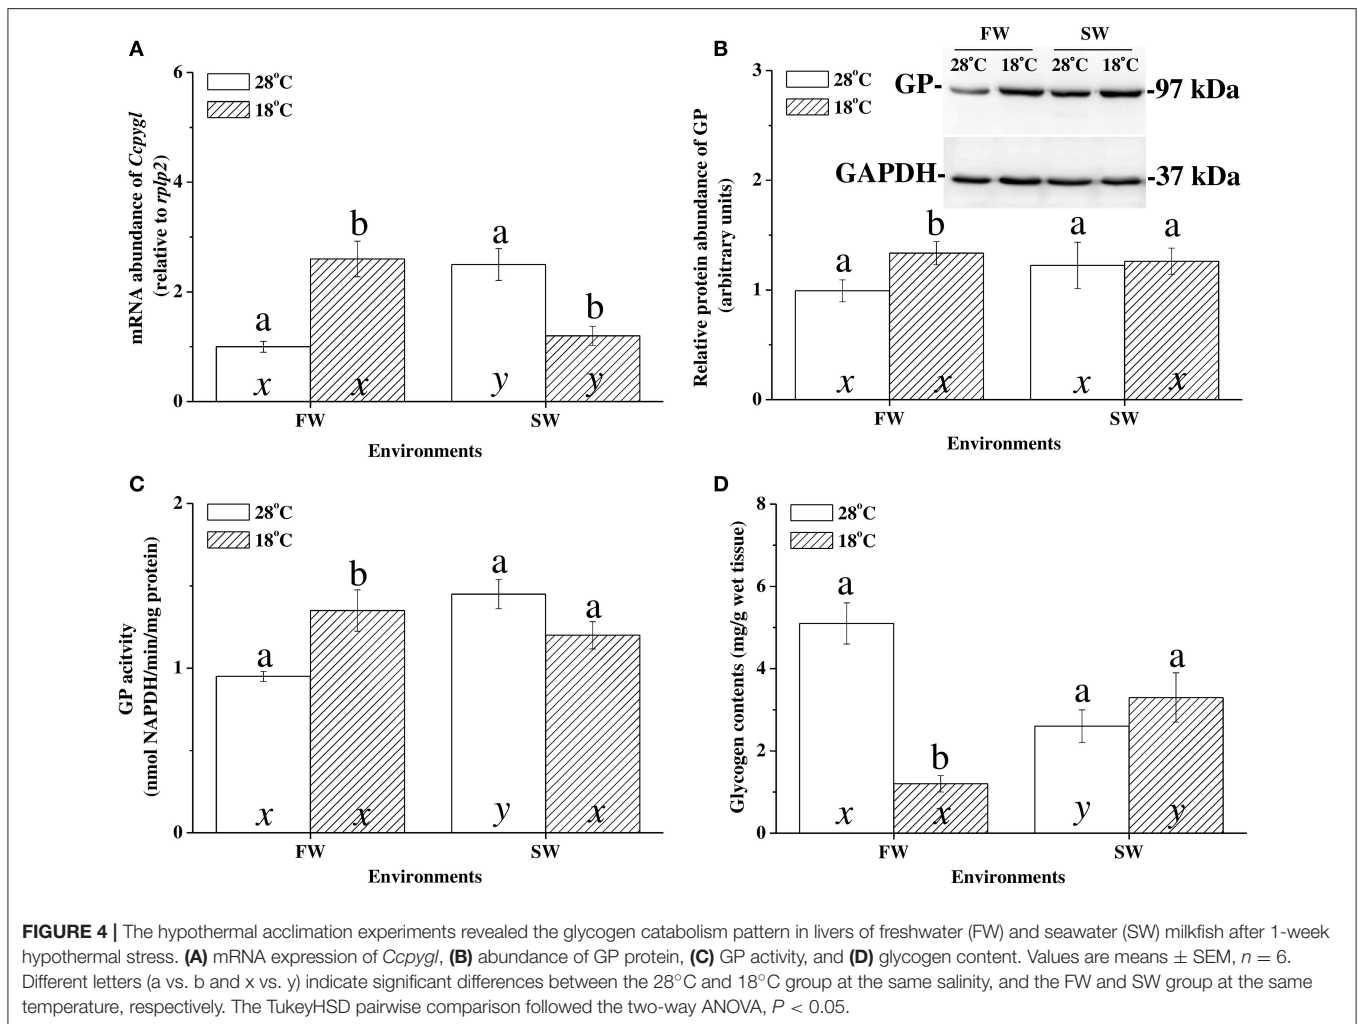 A
6
4
2
0
mRNA abundance of Ccpygl
(relative to rplp2)
28°C
18°C
a
b
a
b
x
x
y
y
FW
SW
Environments
B
3
2
1
0
Relative protein abundance of GP
(arbitrary units)
28°C
18°C
FW
SW
28°C 18°C 28°C 18°C
GP-
-97 kDa
GAPDH-
-37 kDa
a
b
a
a
x
x
x
x
FW
SW
Environments
C
2
1
0
GP acitvity
(nmol NAPDH/min/mg protein)
28°C
18°C
a
b
a
a
x
x
y
x
FW
SW
Environments
D
8
6
4
2
0
Glycogen contents (mg/g wet tissue)
28°C
18°C
a
b
a
a
x
x
y
y
FW
SW
Environments
FIGURE 4 | The hypothermal acclimation experiments revealed the glycogen catabolism pattern in livers of freshwater (FW) and seawater (SW) milkfish after 1-week
hypothermal stress. (A) mRNA expression of Ccpygl, (B) abundance of GP protein, (C) GP activity, and (D) glycogen content. Values are means ± SEM, n = 6.
Different letters (a vs. b and x vs. y) indicate significant differences between the 28°C and 18°C group at the same salinity, and the FW and SW group at the same
temperature, respectively. The TukeyHSD pairwise comparison followed the two-way ANOVA, P < 0.05.